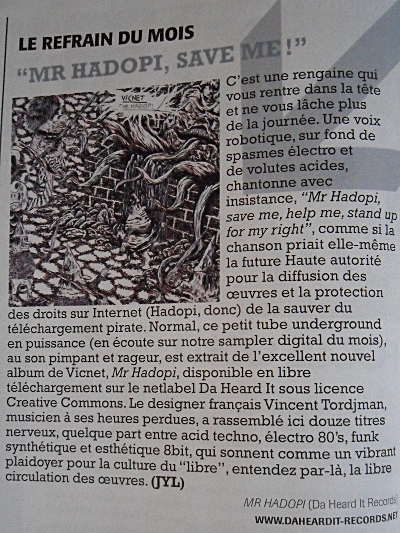 LE REFRAIN DU MOIS
“MR HADOPI, SAVE ME !”
VICNET
MR HADOPI
C'est une rengaine qui
vous rentre dans la tête
et ne vous lâche plus
de la journée. Une voix
robotique, sur fond de
spasmes électro et
de volutes acides,
chantonne avec
insistance, “Mr Hadopi,
save me, help me, stand up
for my right”, comme si la
chanson priait elle-même
la future Haute autorité
pour la diffusion des
œuvres et la protection
des droits sur Internet (Hadopi, donc) de la sauver du
téléchargement pirate. Normal, ce petit tube underground
en puissance (en écoute sur notre sampler digital du mois),
au son pimpant et rageur, est extrait de l'excellent nouvel
album de Vicnet, Mr Hadopi, disponible en libre
téléchargement sur le netlabel Da Heard It sous licence
Creative Commons. Le designer français Vincent Tordjman,
musicien à ses heures perdues, a rassemblé ici douze titres
nerveux, quelque part entre acid techno, électro 80's, funk
synthétique et esthétique 8bit, qui sonnent comme un vibrant
plaidoyer pour la culture du “libre”, entendez par-là, la libre
circulation des œuvres. (JYL)
MR HADOPI (Da Heard It Records)
WWW.DAHEARDIT-RECORDS.NET